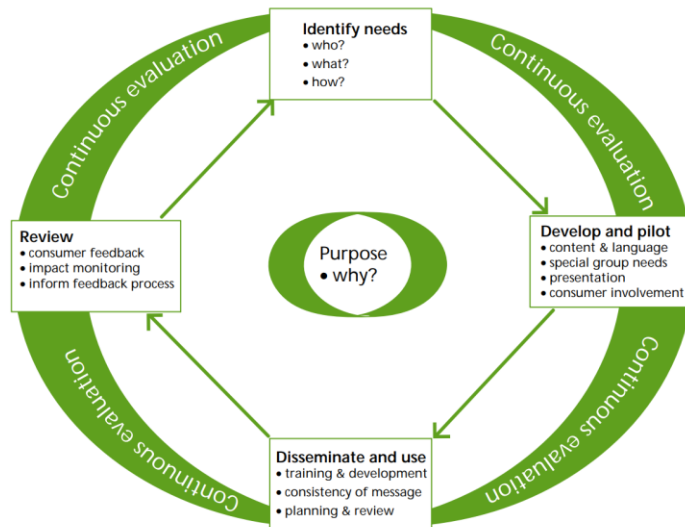 Identify needs
• who?
• what?
• how?
Continuous evaluation
Continuous evaluation
Review
• consumer feedback
• impact monitoring
• inform feedback process
Purpose
• why?
Develop and pilot
• content & language
• special group needs
• presentation
• consumer involvement
Continuous evaluation
Continuous evaluation
Disseminate and use
• training & development
• consistency of message
• planning & review